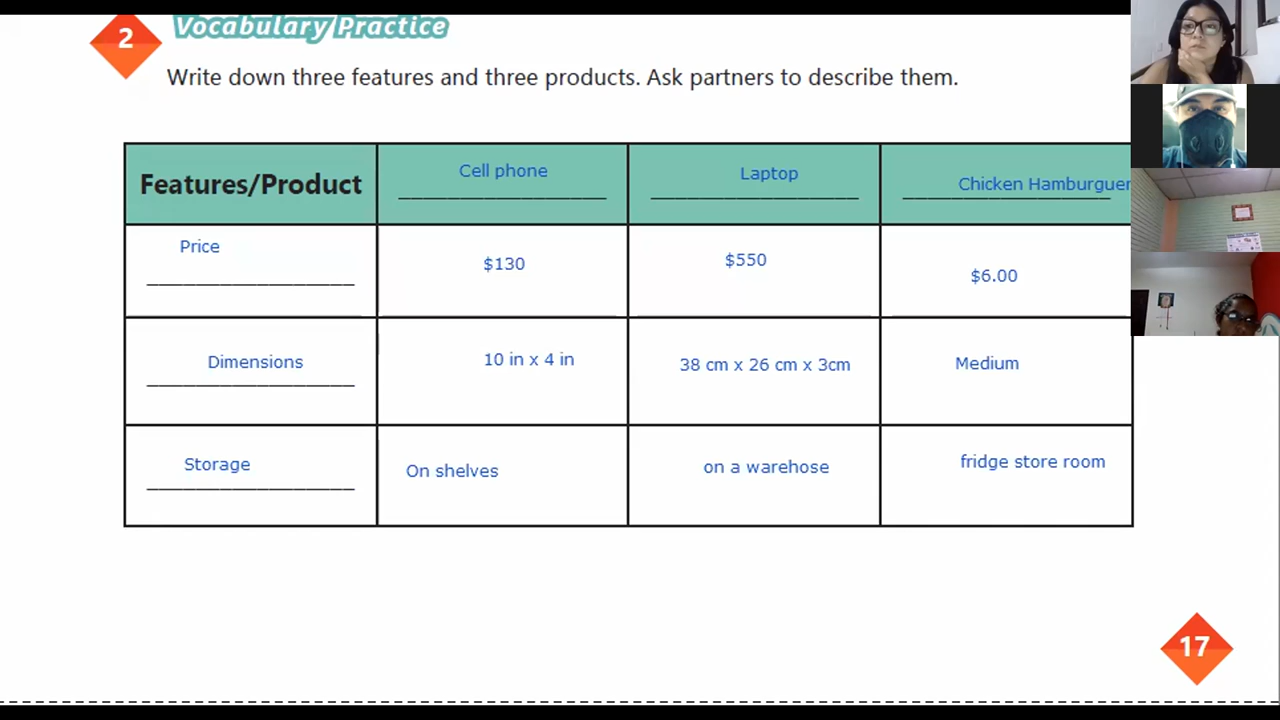 2
Vocabulary Practice
Write down three features and three products. Ask partners to describe them.
Features/Product
Cell phone
Laptop
Chicken Hamburguer
Price
$130
$550
$6.00
Dimensions
10 in x 4 in
38 cm x 26 cm x 3cm
Medium
Storage
On shelves
on a warehose
fridge store room
17